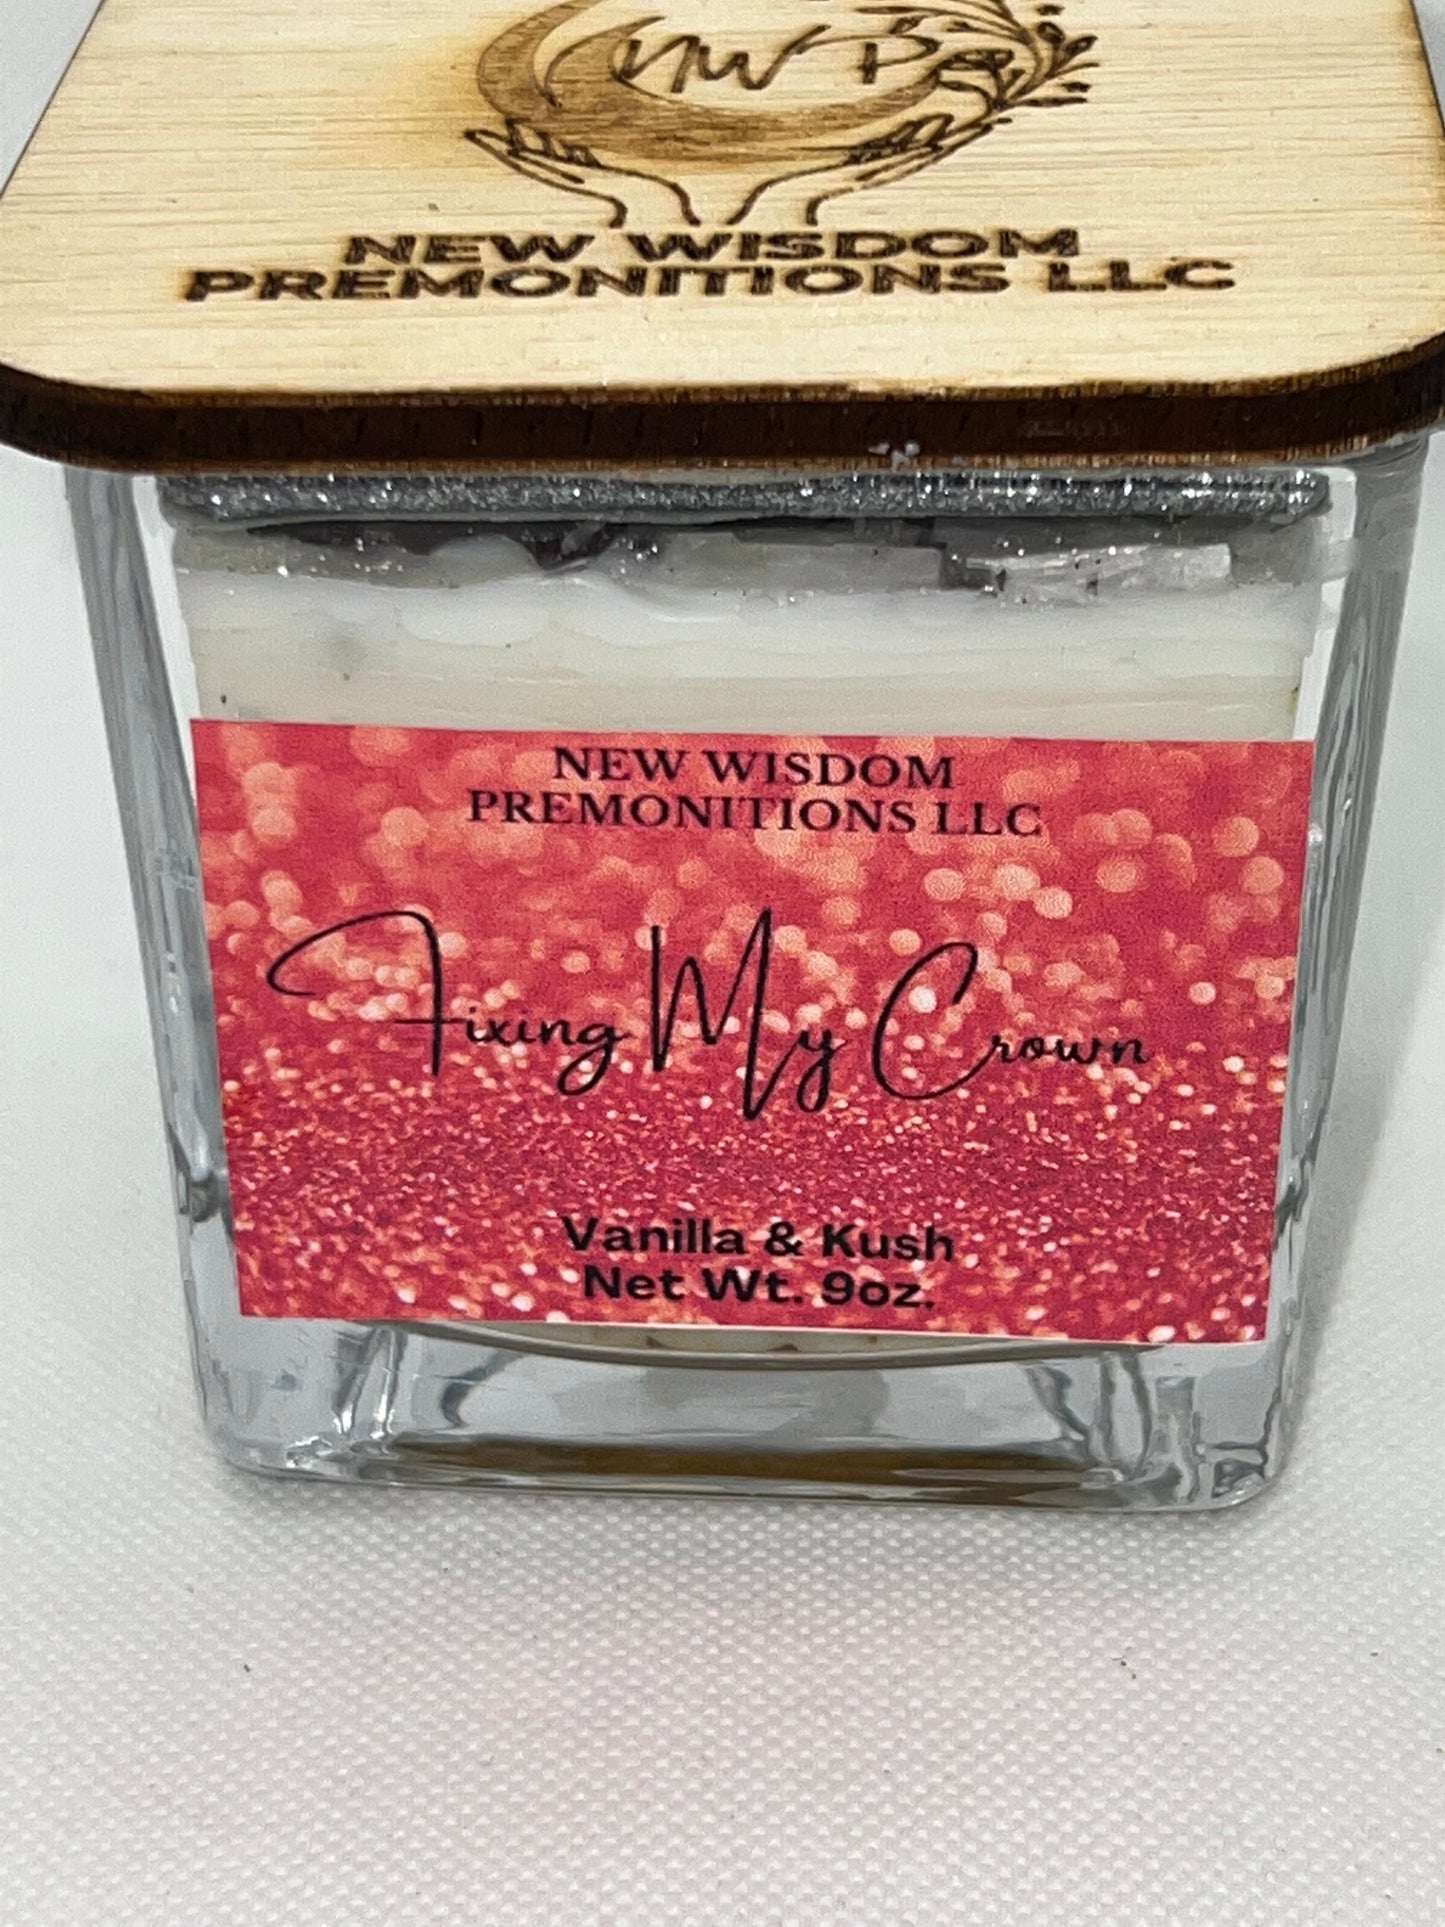 NEW WISDOM
PREMONITIONS LLC
NEW WISDOM
PREMONITIONS LLC
Fixing My Crown
Vanilla & Kush
Net Wt. 9oz.